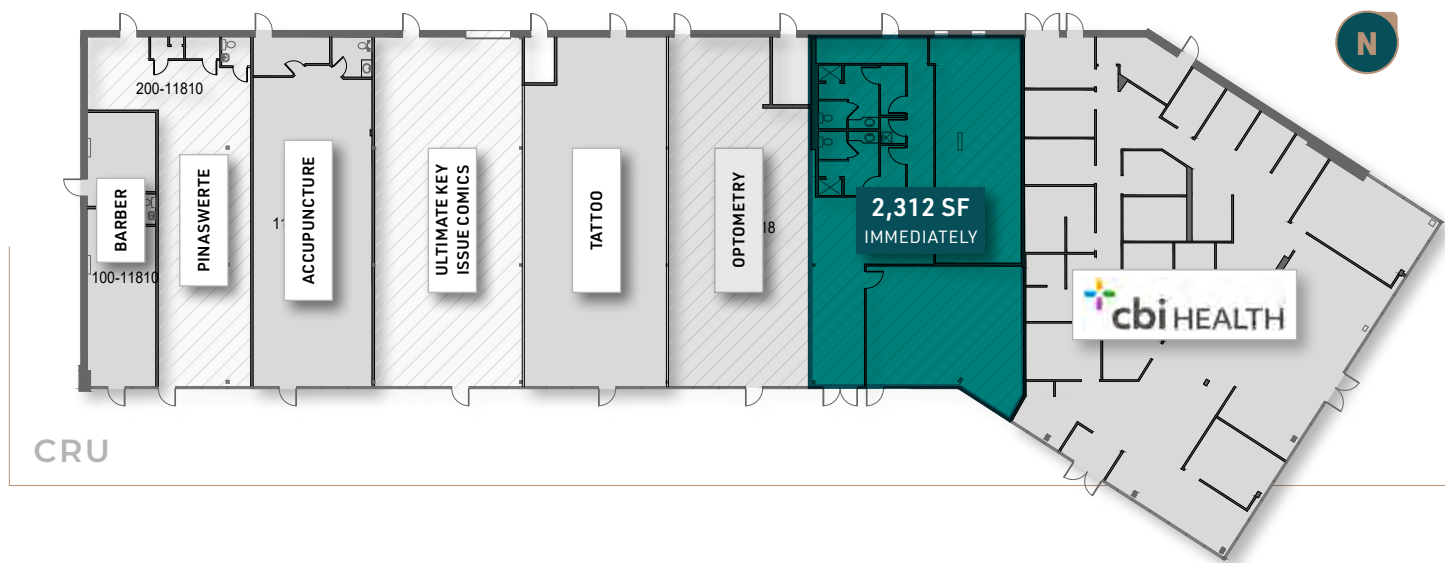 N
200-11810
BARBER
100-11810
PINASWERTE
ACCUPUNCTURE
ULTIMATE KEY
ISSUE COMICS
TATTOO
OPTOMETRY
2,312 SF
IMMEDIATELY
cbi HEALTH
CRU